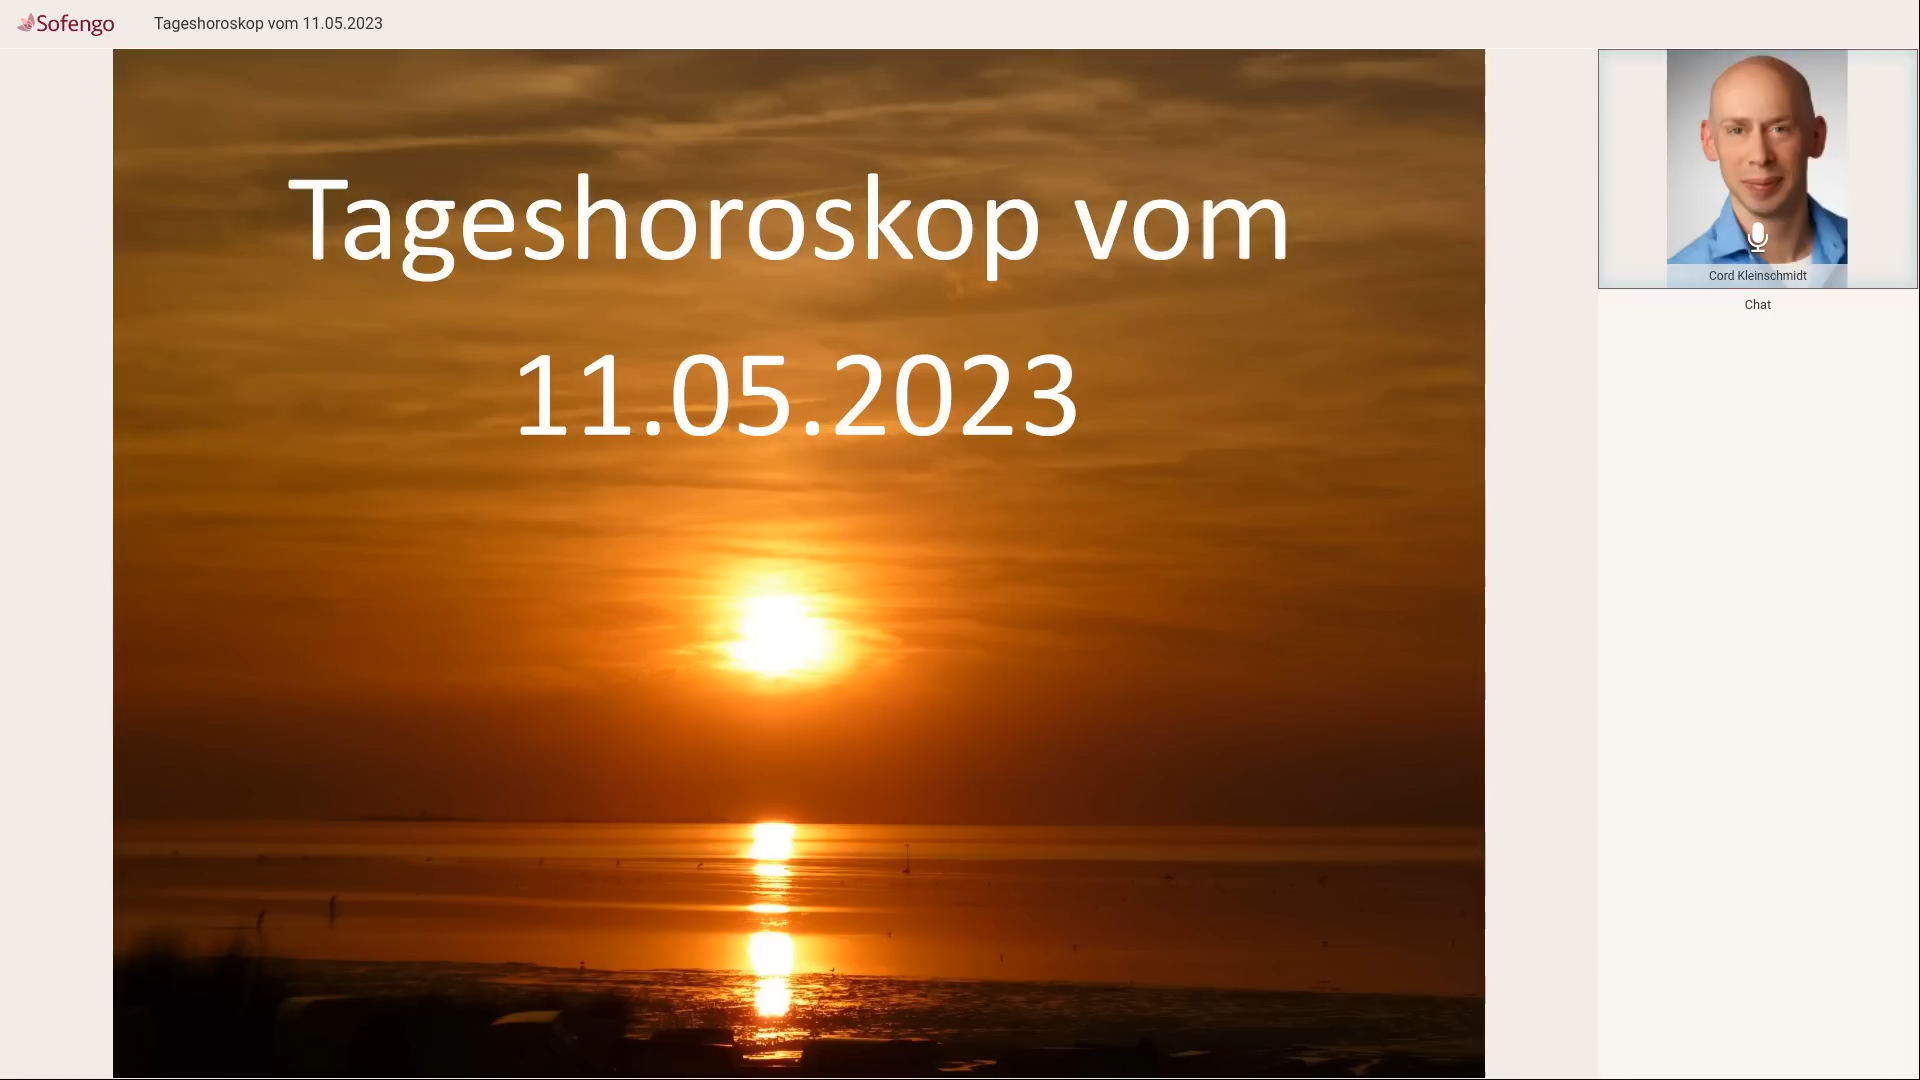 Sofengo
Tageshoroskop vom 11.05.2023
Tageshoroskop vom
11.05.2023
Cord Kleinschmidt
Chat